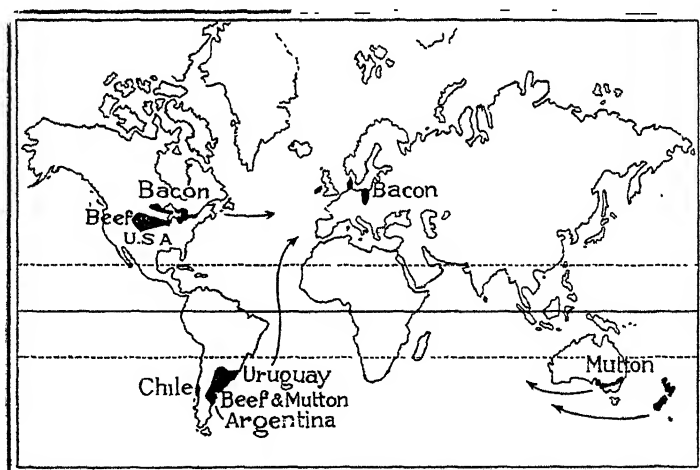 Bacon
Beef
U.S A
Bacon
Uruguay
Chile
Beef & Mutton
Argentina
Mutton